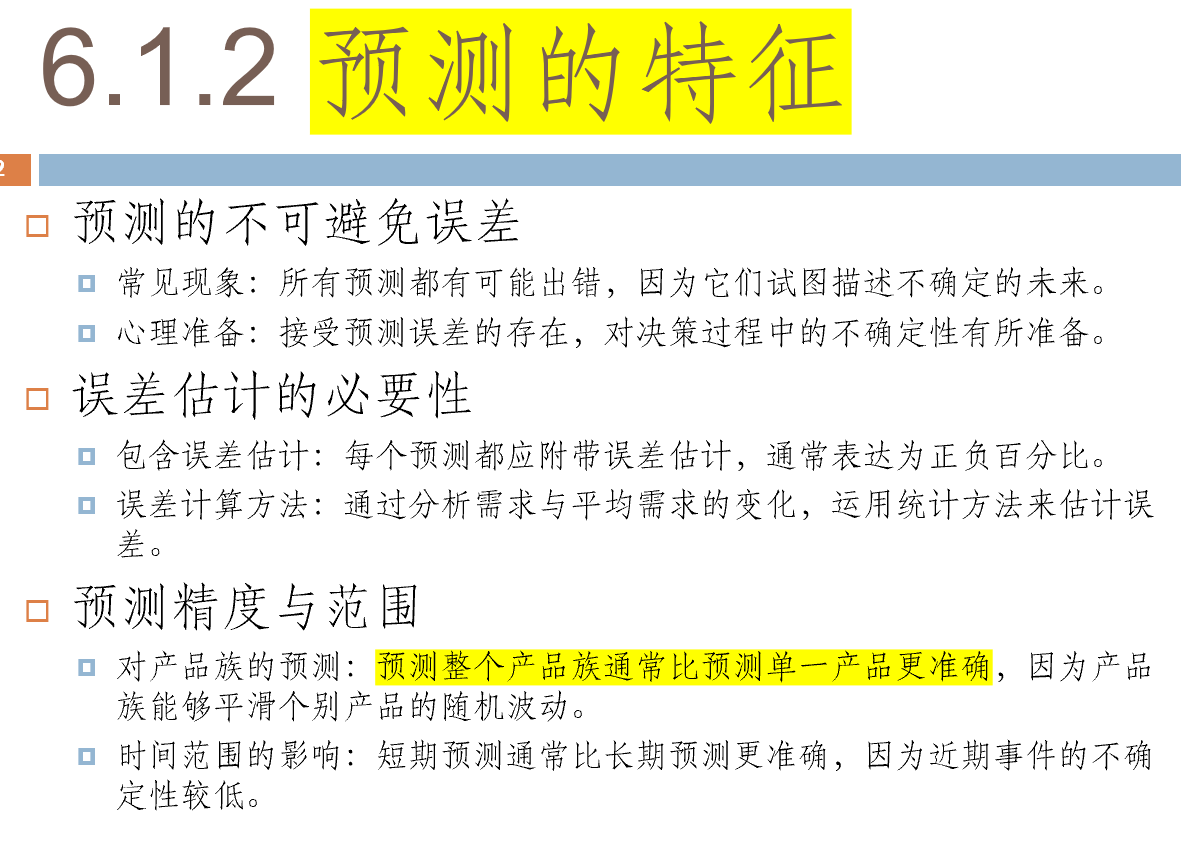 6.1.2 预测的特征
2
预测的不可避免误差
常见现象：所有预测都有可能出错，因为它们试图描述不确定的未来。
心理准备：接受预测误差的存在，对决策过程中的不确定性有所准备。
误差估计的必要性
包含误差估计：每个预测都应附带误差估计，通常表达为正负百分比。
误差计算方法：通过分析需求与平均需求的变化，运用统计方法来估计误
差。
预测精度与范围
对产品族的预测：预测整个产品族通常比预测单一产品更准确，因为产品
族能够平滑个别产品的随机波动。
时间范围的影响：短期预测通常比长期预测更准确，因为近期事件的不确
定性较低。